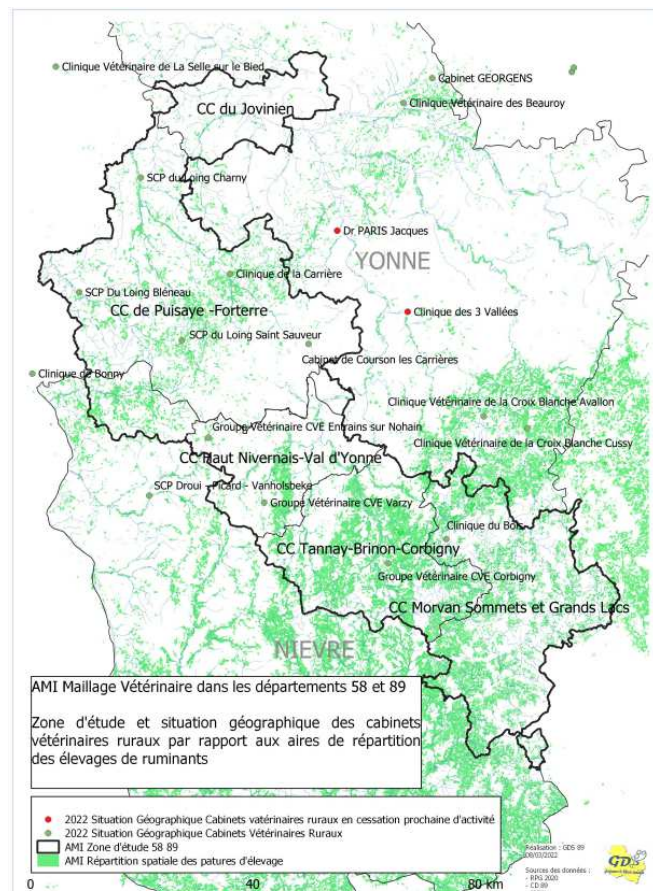 Clinique Vétérinaire de La Selle sur le Bied
Cabinet GEORGENS
Clinique Vétérinaire des Beauroy
CC du Jovinien
SCP du Loing Charny
Dr PARIS Jacques
YONNE
Clinique de la Carrière
SCP Du Loing Bléneau
CC de Puisaye -Forterre
Clinique des 3 Vallées
SCP du Loing Saint Sauveur
Cabinet de Courson les Carrières
Clinique de Bonny
Clinique Vétérinaire de la Croix Blanche Avallon
Groupe Vétérinaire CVE Entrains sur Nohain
Clinique Vétérinaire de la Croix Blanche Cussy
CC Haut Nivernais-Val d'Yonne
SCP Droui - Picard - Vanholsbeke
Groupe Vétérinaire CVE Varzy
Clinique du Bois
CC Tannay-Brinon-Corbigny
Groupe Vétérinaire CVE Corbigny
CC Morvan Sommets et Grands Lacs
NIEVRE
AMI Maillage Vétérinaire dans les départements 58 et 89
Zone d'étude et situation géographique des cabinets
vétérinaires ruraux par rapport aux aires de répartition
des élevages de ruminants
2022 Situation Géographique Cabinets vatérinaires ruraux en cessation prochaine d'activité
2022 Situation Géographique Cabinets Vétérinaires Ruraux
AMI Zone d'étude 58 89
AMI Répartition spatiale des patures d'élevage
0 40 80 km
Réalisation : GDS 89
Sources des données :
- RPG 2020
- CD 89
GDS